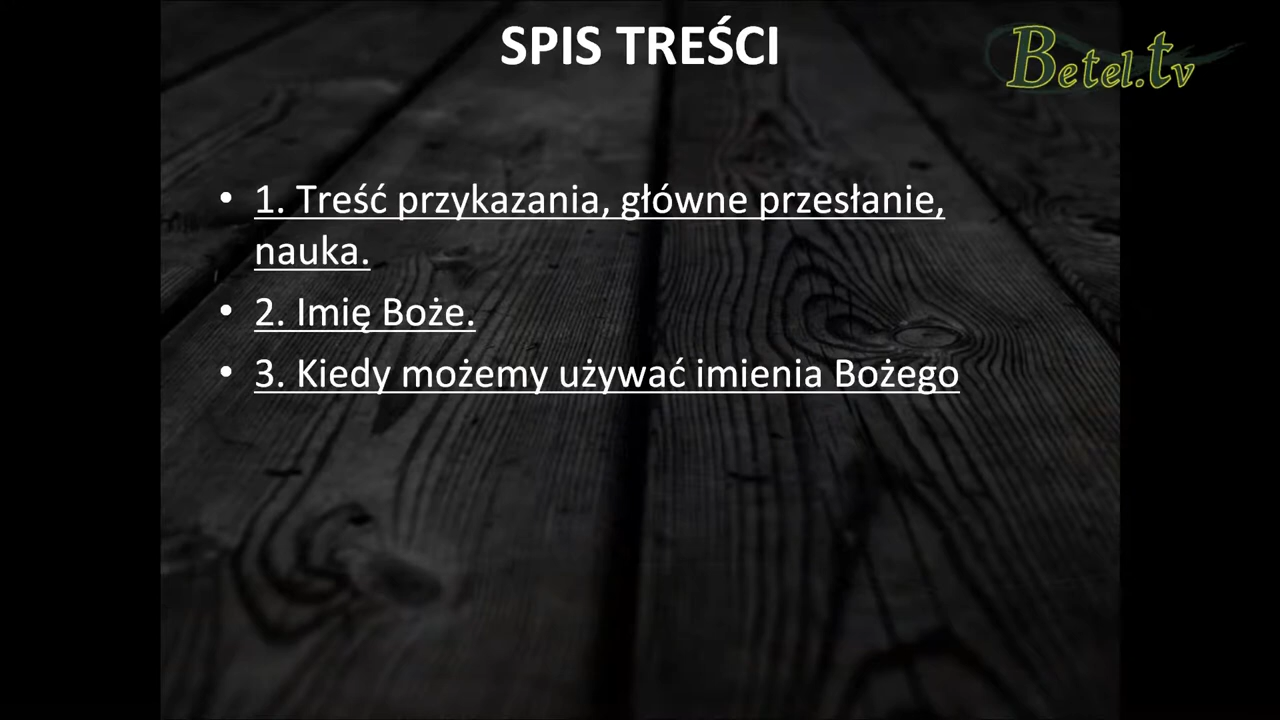 SPIS TREŚCI
Betel.tv
• 1. Treść przykazania, główne przesłanie,
nauka.
• 2. Imię Boże.
• 3. Kiedy możemy używać imienia Bożego